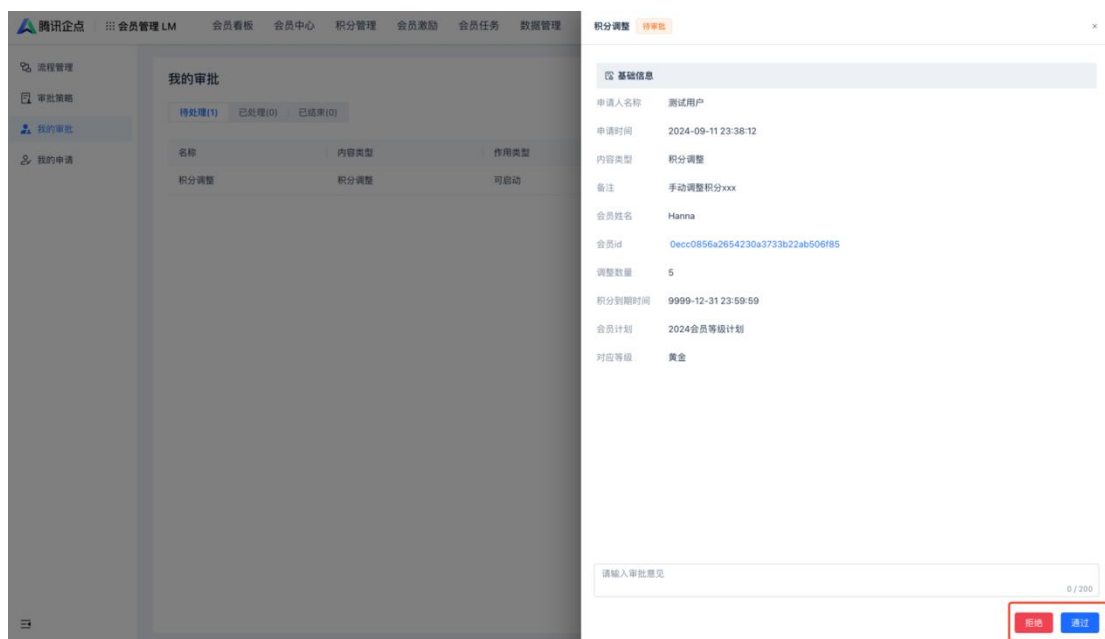 腾讯企点 会员管理 LM 会员看板 会员中心 积分管理 会员激励 会员任务 数据管理
流程管理
审批策略
我的审批
我的申请
我的审批
待处理(1) 已处理(0) 已结束(0)
名称 内容类型 作用类型
积分调整 积分调整 可启动
积分调整 待审批
基础信息
申请人名称 测试用户
申请时间 2024-09-11 23:38:12
内容类型 积分调整
备注 手动调整积分xxx
会员姓名 Hanna
会员id 0ecc0856a2654230a3733b22ab506f85
调整数量 5
积分到期时间 9999-12-31 23:59:59
会员计划 2024会员等级计划
对应等级 黄金
请输入审批意见
0 / 200
拒绝 通过